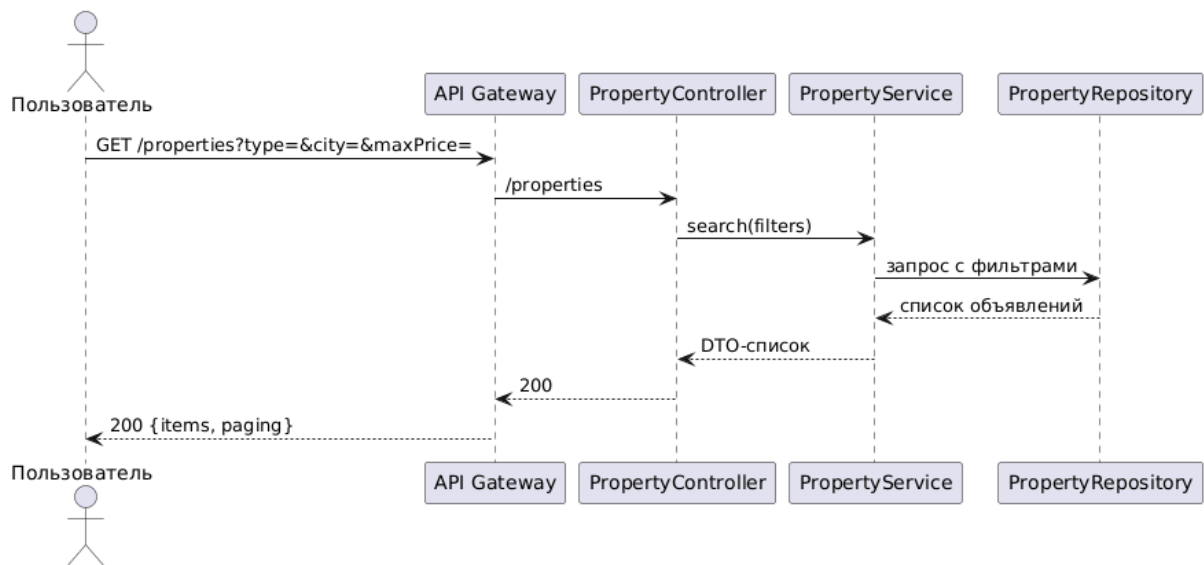 Пользователь
API Gateway
PropertyController
PropertyService
PropertyRepository
GET /properties?type=&city=&maxPrice=
/properties
search(filters)
запрос с фильтрами
список объявлений
DTO-список
200
200 {items, paging}
Пользователь
API Gateway
PropertyController
PropertyService
PropertyRepository